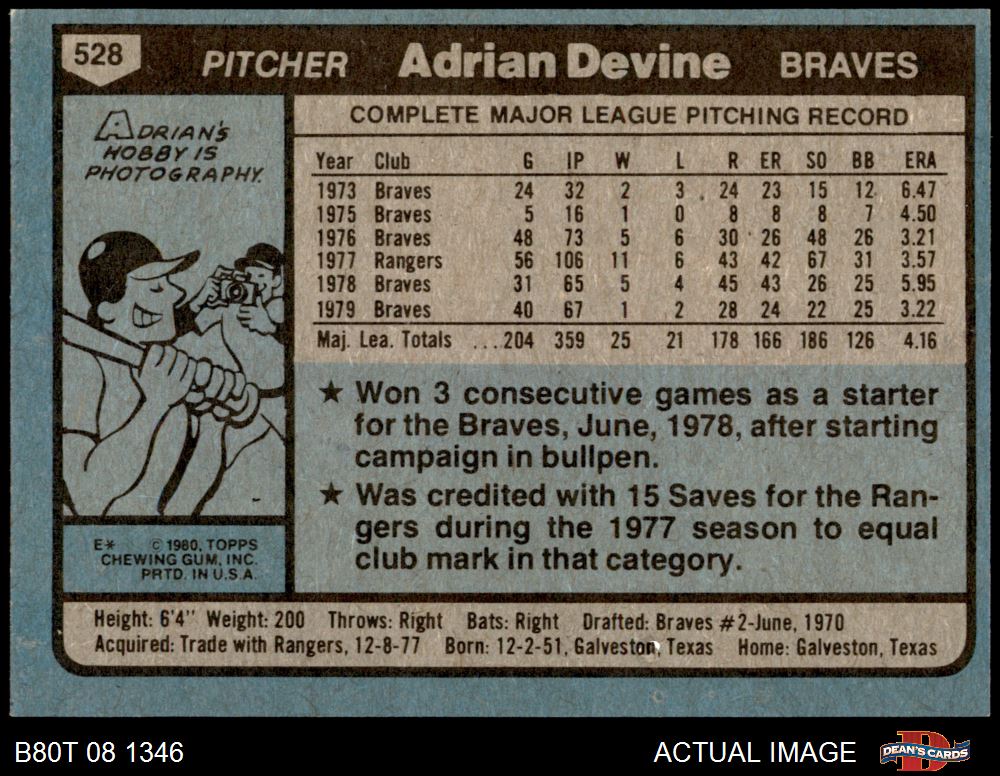 528 PITCHER Adrian Devine BRAVES
ADRIAN'S
HOBBY IS
PHOTOGRAPHY.
COMPLETE MAJOR LEAGUE PITCHING RECORD
Year Club G IP W L R ER SO BB ERA
1973 Braves 24 32 2 3 24 23 15 12 6.47
1975 Braves 5 16 1 0 8 8 8 7 4.50
1976 Braves 48 73 5 6 30 26 48 26 3.21
1977 Rangers 56 106 11 6 43 42 67 31 3.57
1978 Braves 31 65 5 4 45 43 26 25 5.95
1979 Braves 40 67 1 2 28 24 22 25 3.22
Maj. Lea. Totals ...204 359 25 21 178 166 186 126 4.16
★ Won 3 consecutive games as a starter
for the Braves, June, 1978, after starting
campaign in bullpen.
★ Was credited with 15 Saves for the Ran-
gers during the 1977 season to equal
club mark in that category.
E* © 1980, TOPPS
CHEWING GUM, INC.
PRTD. IN U.S.A.
Height: 6'4" Weight: 200 Throws: Right Bats: Right Drafted: Braves #2-June, 1970
Acquired: Trade with Rangers, 12-8-77 Born: 12-2-51, Galveston, Texas Home: Galveston, Texas
B80T 08 1346 ACTUAL IMAGE DEAN'S CARDS